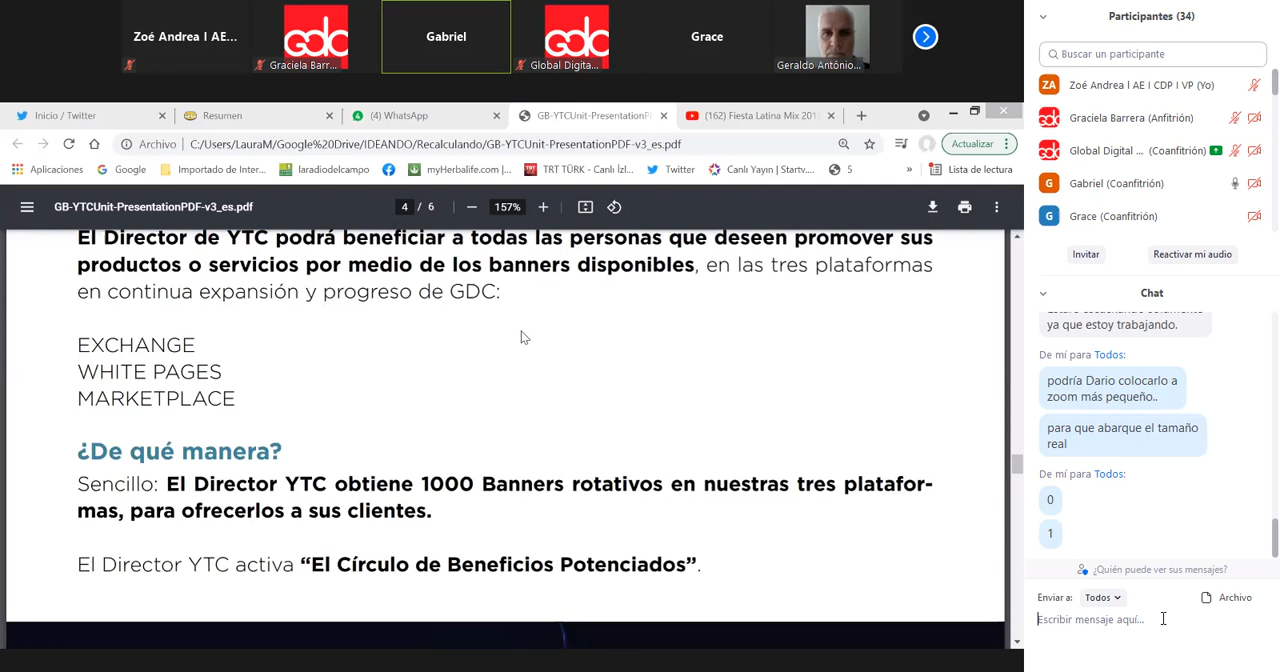 Zoé Andrea l AE...
Graciela Barr...
Gabriel
Global Digita...
Grace
Geraldo Antônio...
gdc
gdc
Inicio / Twitter
Resumen
(4) WhatsApp
GB-YTCUnit-PresentationPDF
(162) Fiesta Latina Mix 201
Archivo
C:/Users/LauraM/Google%20Drive/IDEANDO/Recalculando/GB-YTCUnit-PresentationPDF-v3_es.pdf
Actualizar
Aplicaciones
Google
Importado de Inter...
laradiodelcampo
myHerbalife.com |...
TRT TÜRK - Canlı İzl...
Twitter
Canlı Yayın | Startv....
5
»
Lista de lectura
GB-YTCUnit-PresentationPDF-v3_es.pdf
4 / 6
157%
El Director de YTC podrá beneficiar a todas las personas que deseen promover sus
productos o servicios por medio de los banners disponibles, en las tres plataformas
en continua expansión y progreso de GDC:
EXCHANGE
WHITE PAGES
MARKETPLACE
¿De qué manera?
Sencillo: El Director YTC obtiene 1000 Banners rotativos en nuestras tres platafor-
mas, para ofrecerlos a sus clientes.
El Director YTC activa “El Círculo de Beneficios Potenciados”.
Participantes (34)
Buscar un participante
ZA Zoé Andrea l AE I CDP I VP (Yo)
gdc Graciela Barrera (Anfitrión)
gdc Global Digital ... (Coanfitrión)
G Gabriel (Coanfitrión)
G Grace (Coanfitrión)
Invitar
Reactivar mi audio
Chat
ya que estoy trabajando.
De mí para Todos:
podría Dario colocarlo a
zoom más pequeño..
para que abarque el tamaño
real
De mí para Todos:
0
1
¿Quién puede ver sus mensajes?
Enviar a: Todos
Archivo
Escribir mensaje aquí...